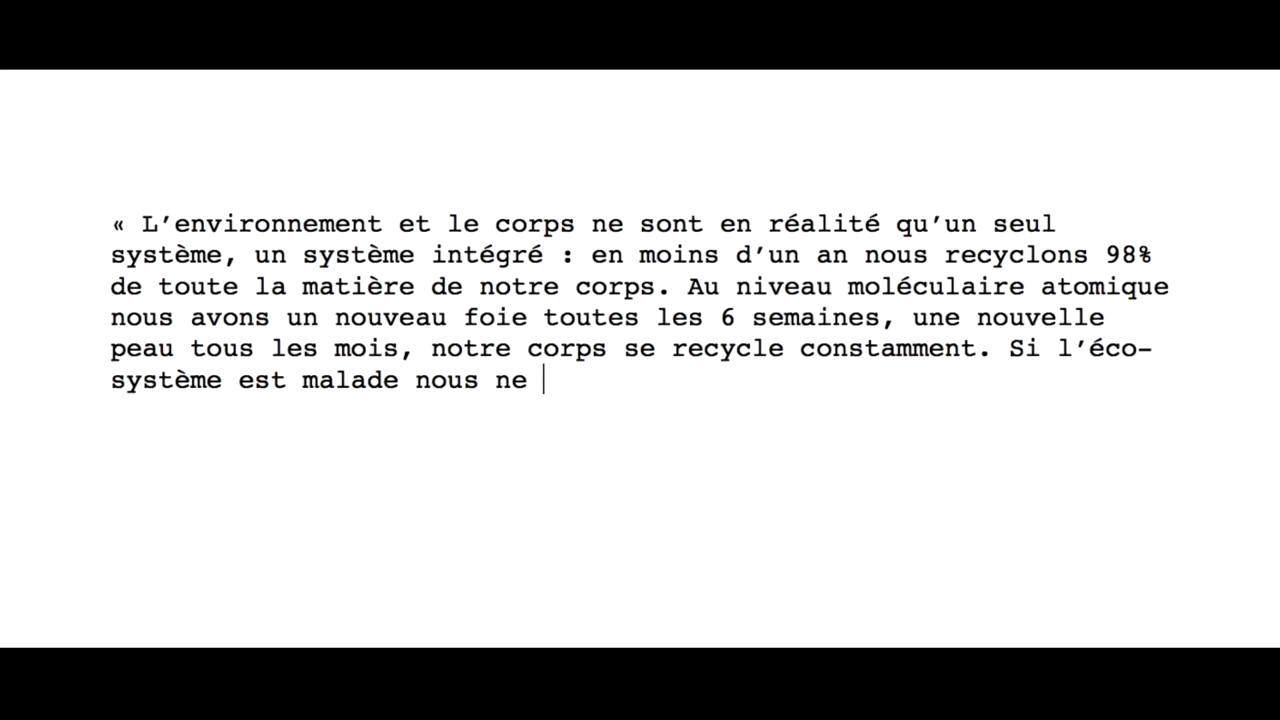 « L’environnement et le corps ne sont en réalité qu’un seul
système, un système intégré : en moins d’un an nous recyclons 98%
de toute la matière de notre corps. Au niveau moléculaire atomique
nous avons un nouveau foie toutes les 6 semaines, une nouvelle
peau tous les mois, notre corps se recycle constamment. Si l’éco-
système est malade nous ne